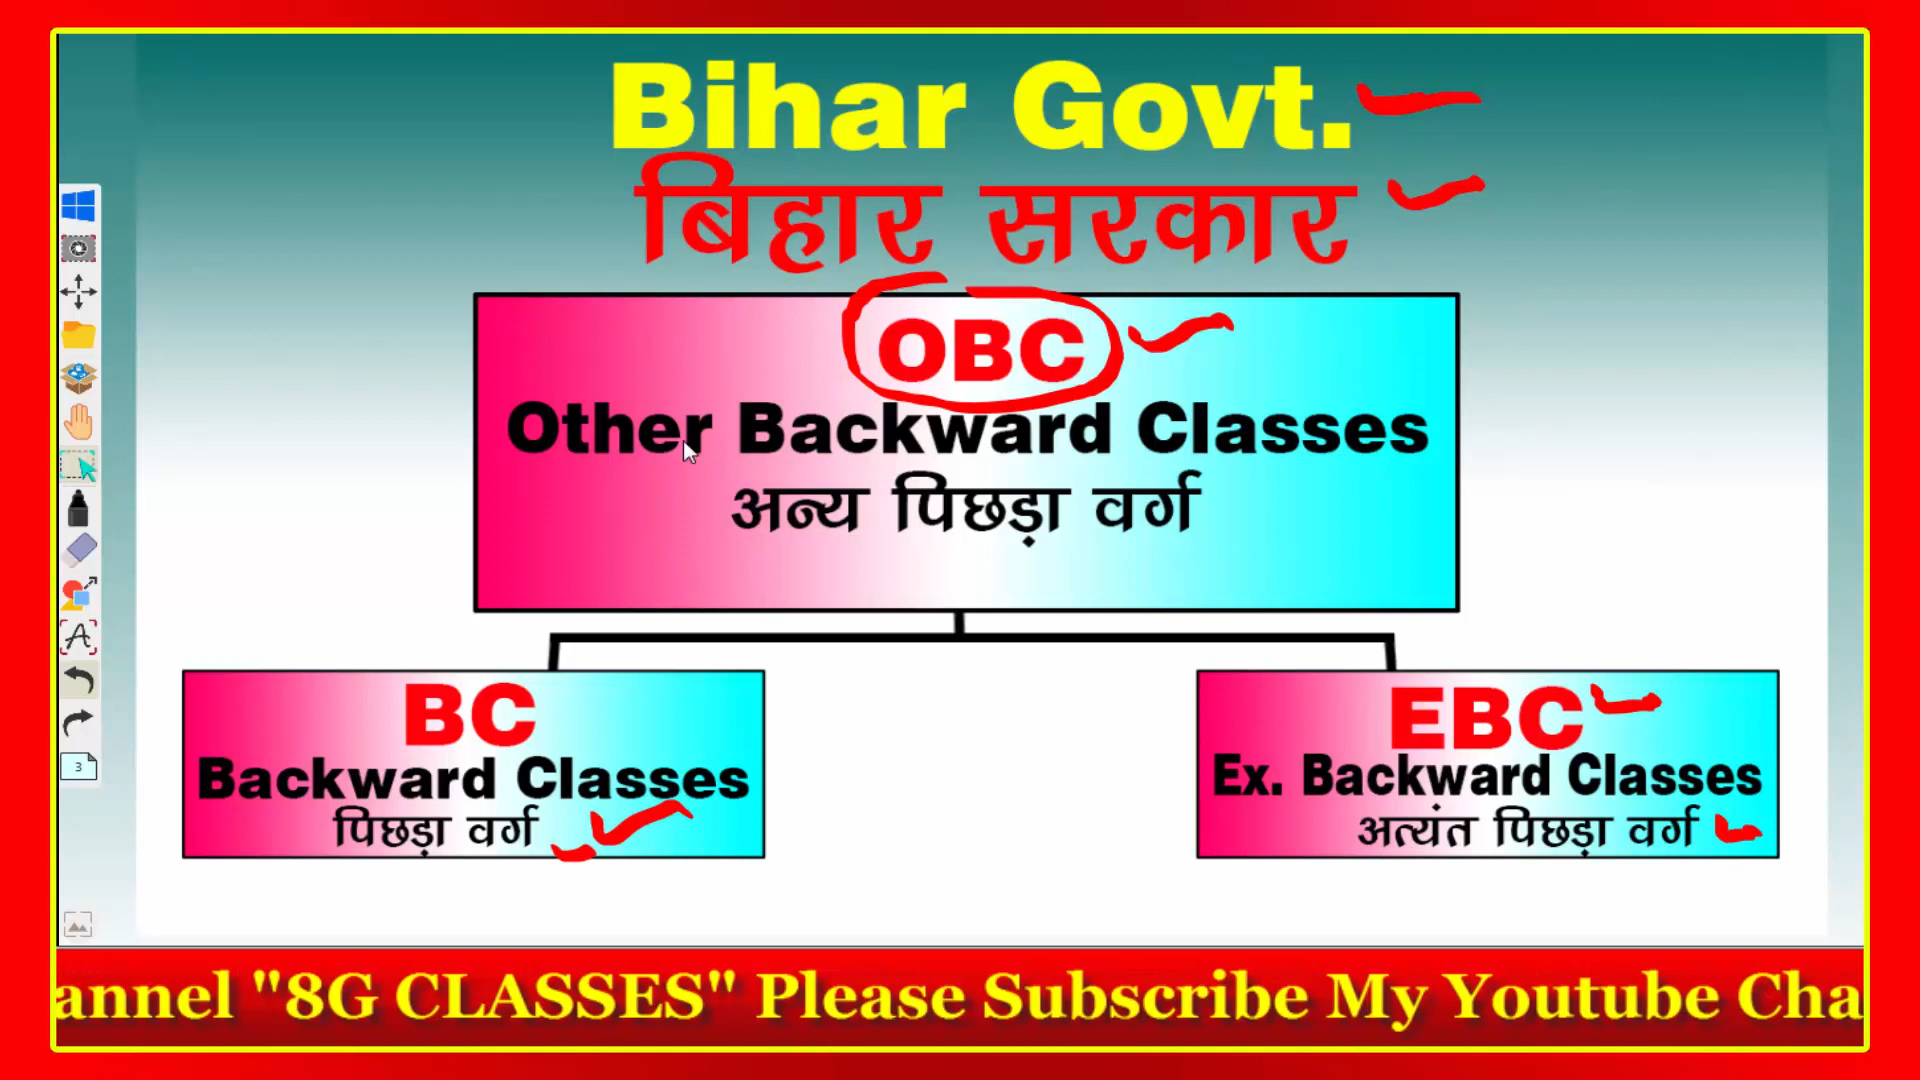 Bihar Govt.
बिहार सरकार
OBC
Other Backward Classes
अन्य पिछड़ा वर्ग
BC
Backward Classes
पिछड़ा वर्ग
EBC
Ex. Backward Classes
अत्यंत पिछड़ा वर्ग
3
annel "8G CLASSES" Please Subscribe My Youtube Cha